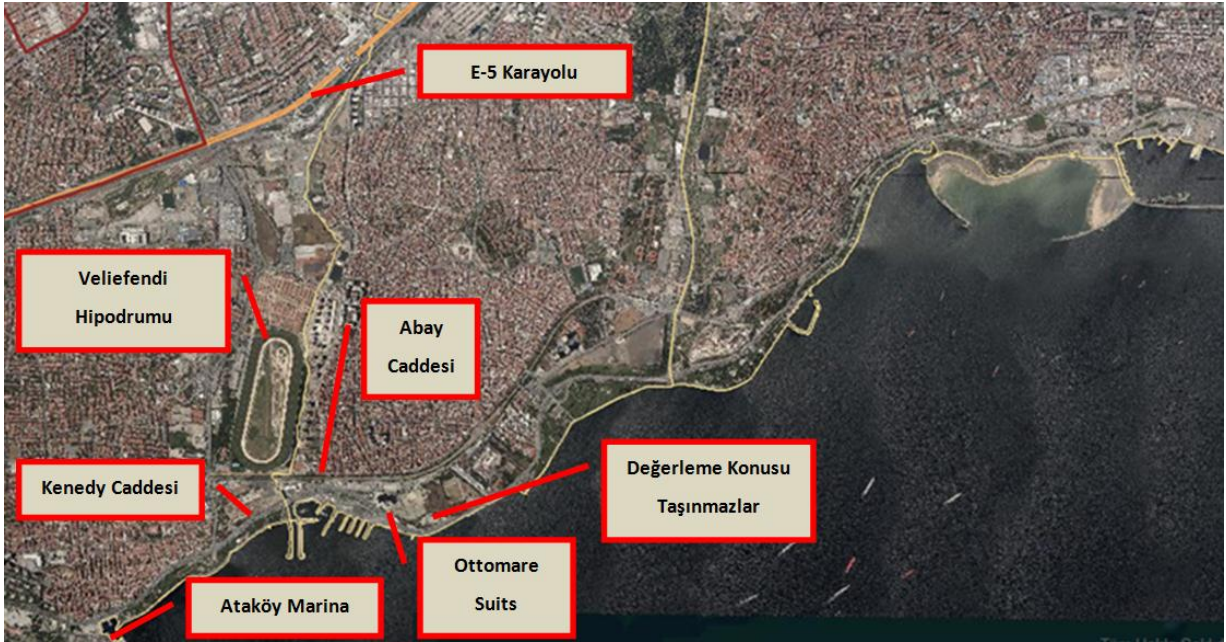 E-5 Karayolu
Veliefendi
Hipodrumu
Abay
Caddesi
Kenedy Caddesi
Değerleme Konusu
Taşınmazlar
Ottomare
Suits
Ataköy Marina